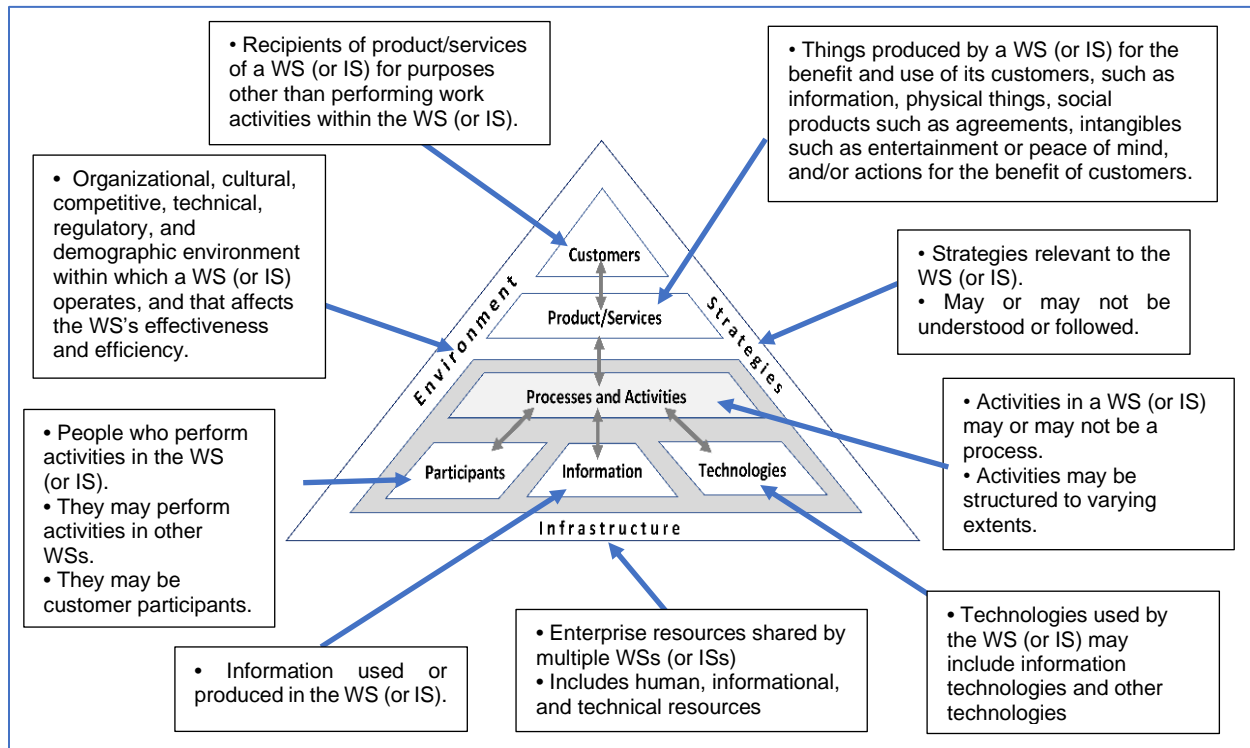 • Recipients of product/services
of a WS (or IS) for purposes
other than performing work
activities within the WS (or IS).
• Things produced by a WS (or IS) for the
benefit and use of its customers, such as
information, physical things, social
products such as agreements, intangibles
such as entertainment or peace of mind,
and/or actions for the benefit of customers.
• Organizational, cultural,
competitive, technical,
regulatory, and
demographic environment
within which a WS (or IS)
operates, and that affects
the WS's effectiveness
and efficiency.
Customers
Product/Services
Environment
Strategies
• Strategies relevant to the
WS (or IS).
• May or may not be
understood or followed.
Processes and Activities
Participants
Information
Technologies
Infrastructure
• People who perform
activities in the WS
(or IS).
• They may perform
activities in other
WSs.
• They may be
customer participants.
• Activities in a WS (or IS)
may or may not be a
process.
• Activities may be
structured to varying
extents.
• Information used or
produced in the WS (or IS).
• Enterprise resources shared by
multiple WSs (or ISs)
• Includes human, informational,
and technical resources
• Technologies used by
the WS (or IS) may
include information
technologies and other
technologies